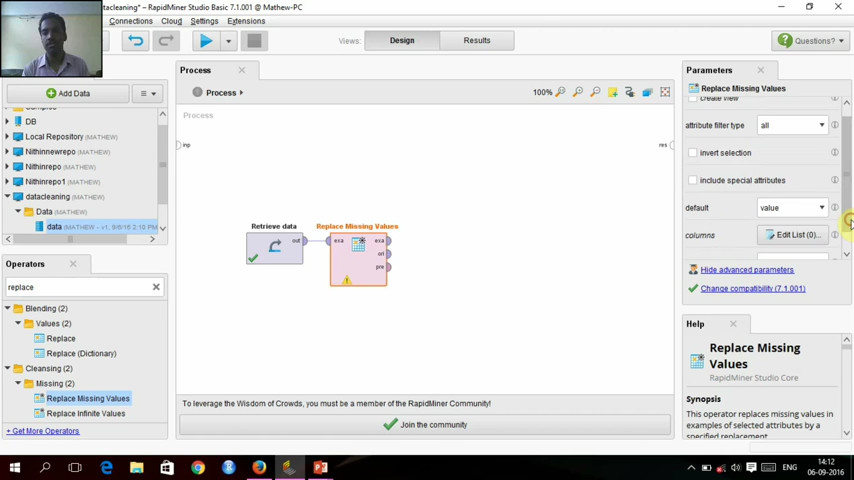 atacleaning* – RapidMiner Studio Basic 7.1.001 @ Mathew-PC
Connections Cloud Settings Extensions
Views: Design Results Questions?
Add Data
DB
Local Repository (MATHEW)
Nithinnewrepo (MATHEW)
Nithinrepo (MATHEW)
Nithinrepo1 (MATHEW)
datacleaning (MATHEW)
Data (MATHEW)
data (MATHEW - v1, 9/6/16 2:10 PM
Operators
replace
Blending (2)
Values (2)
Replace
Replace (Dictionary)
Cleansing (2)
Missing (2)
Replace Missing Values
Replace Infinite Values
+ Get More Operators
Process
Process
100%
Process
inp
res
Retrieve data
out
Replace Missing Values
exa exa
ori
pre
To leverage the Wisdom of Crowds, you must be a member of the RapidMiner Community!
Join the community
Parameters
Replace Missing Values
create view
attribute filter type all
invert selection
include special attributes
default value
columns Edit List (0)...
Hide advanced parameters
Change compatibility (7.1.001)
Help
Replace Missing
Values
RapidMiner Studio Core
Synopsis
This operator replaces missing values in
examples of selected attributes by a
specified replacement.
ENG
14:12
06-09-2016